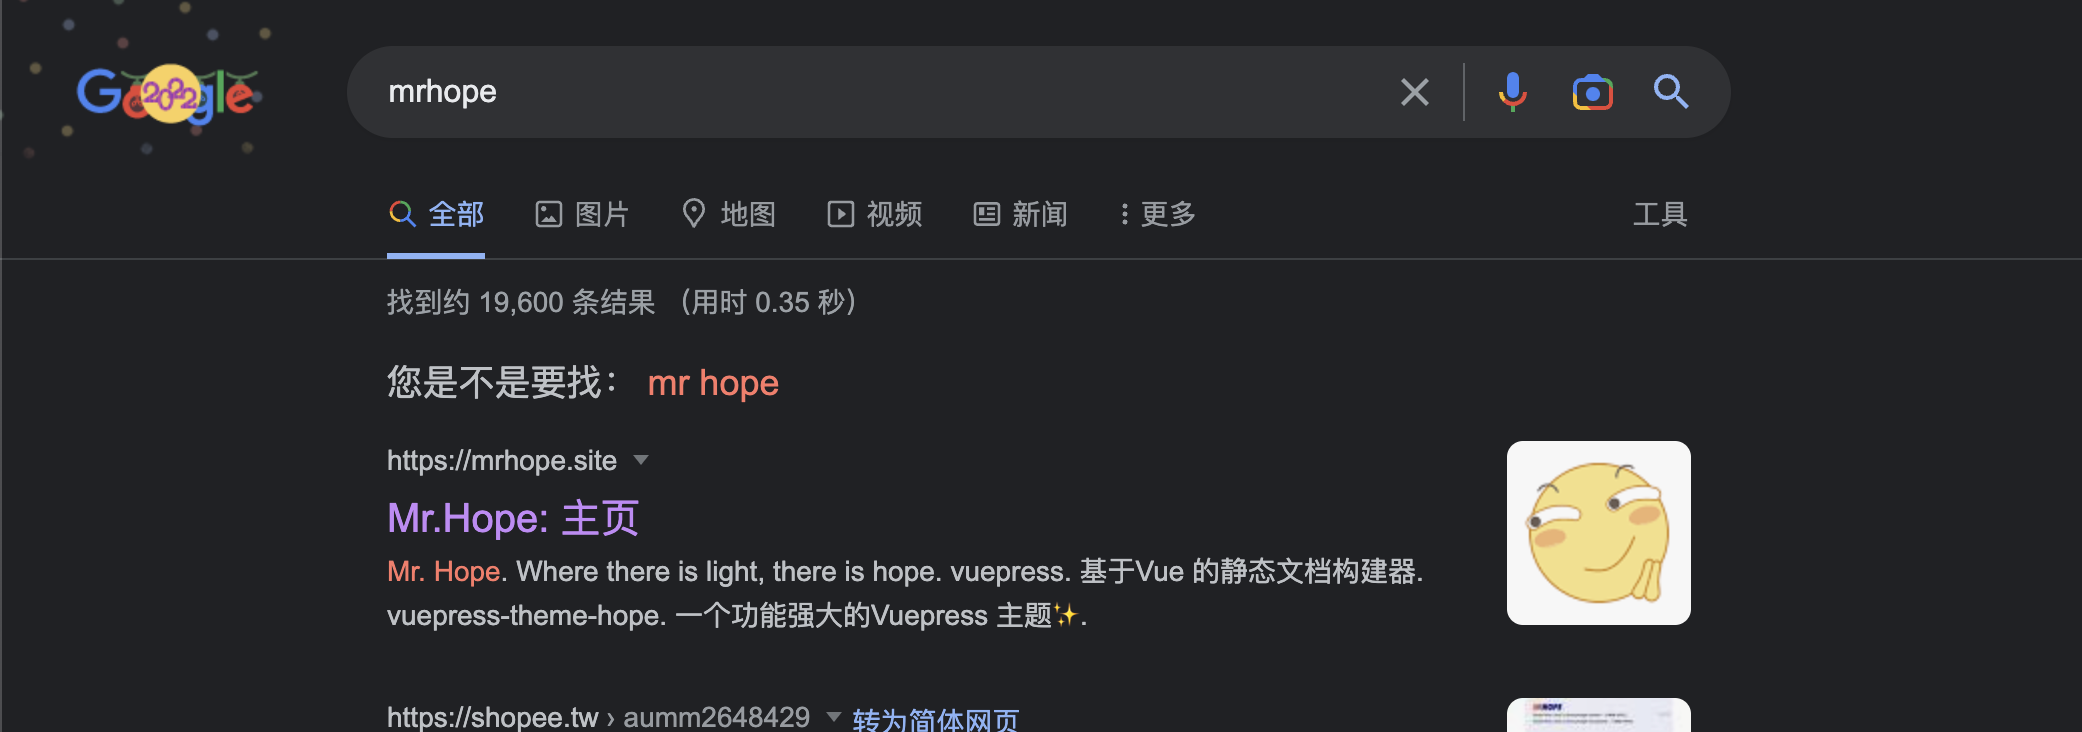 Google
2022
mrhope
全部 图片 地图 视频 新闻 更多 工具
找到约 19,600 条结果 （用时 0.35 秒）
您是不是要找： mr hope
https://mrhope.site
Mr.Hope: 主页
Mr. Hope. Where there is light, there is hope. vuepress. 基于Vue 的静态文档构建器.
vuepress-theme-hope. 一个功能强大的Vuepress 主题✨.
https://shopee.tw › aumm2648429 转为简体网页
MRHOPE